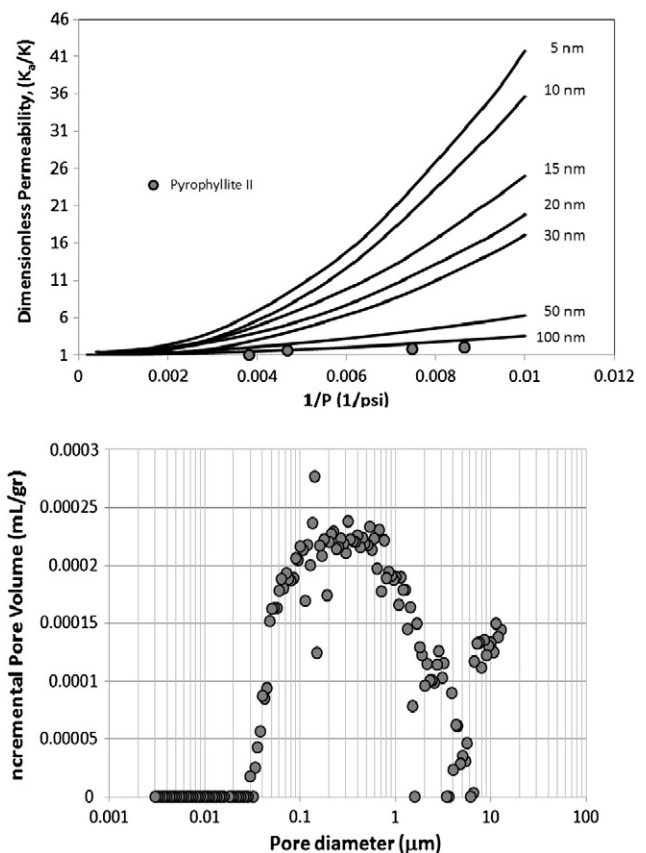 46
41
5 nm
36
10 nm
31
26
15 nm
Pyrophyllite II
21
20 nm
16
30 nm
11
6
50 nm
100 nm
1
Dimensionless Permeability, (Ka/K)
0 0.002 0.004 0.006 0.008 0.01 0.012
1/P (1/psi)
0.0003
0.00025
0.0002
0.00015
0.0001
0.00005
0
ncremental Pore Volume (mL/gr)
0.001 0.01 0.1 1 10 100
Pore diameter (μm)